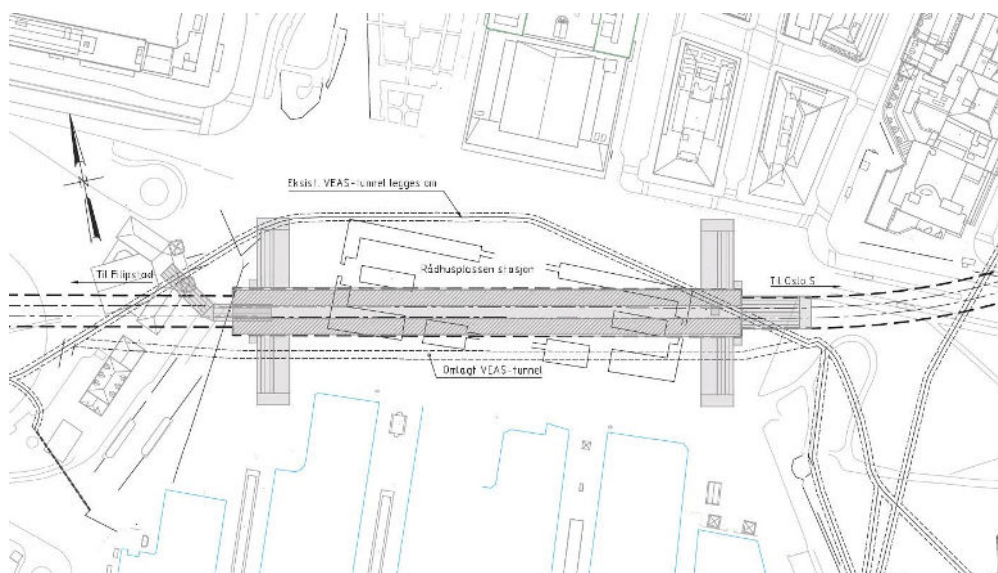 Eksist. VEAS-tunnel legges om
Rådhusplassen stasjon
Til Filipstad
Til Oslo S
Omlagt VEAS-tunnel